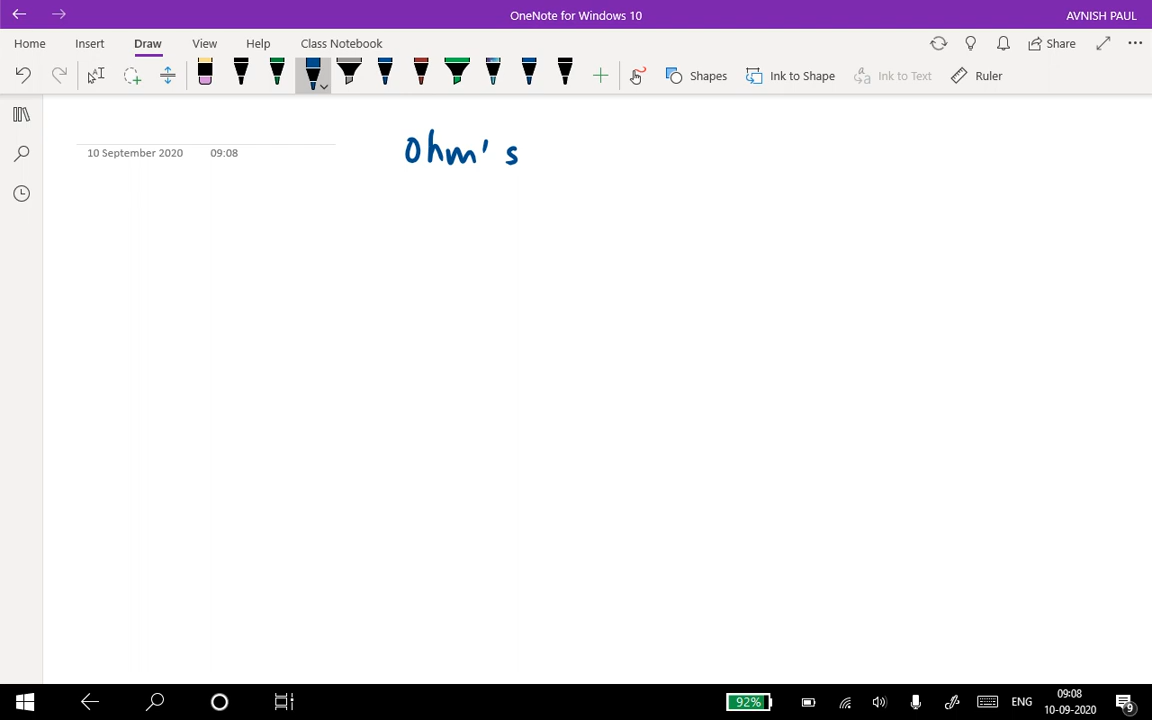 OneNote for Windows 10
AVNISH PAUL
Home Insert Draw View Help Class Notebook Share
Shapes Ink to Shape Ink to Text Ruler
Ohm's
10 September 2020 09:08
92% ENG 09:08
10-09-2020 9